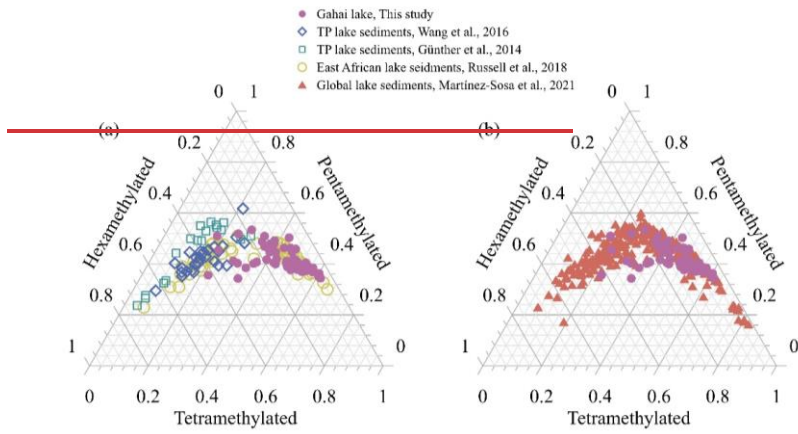 Gahai lake, This study
TP lake sediments, Wang et al., 2016
TP lake sediments, Günther et al., 2014
East African lake seidments, Russell et al., 2018
Global lake sediments, Martínez-Sosa et al., 2021
(a)
0 1
0.2 0.8
0.4 0.6
0.6 0.4
0.8 0.2
1 0
Hexamethylated
Pentamethylated
0 0.2 0.4 0.6 0.8 1
Tetramethylated
(b)
0 1
0.2 0.8
0.4 0.6
0.6 0.4
0.8 0.2
1 0
Hexamethylated
Pentamethylated
0 0.2 0.4 0.6 0.8 1
Tetramethylated